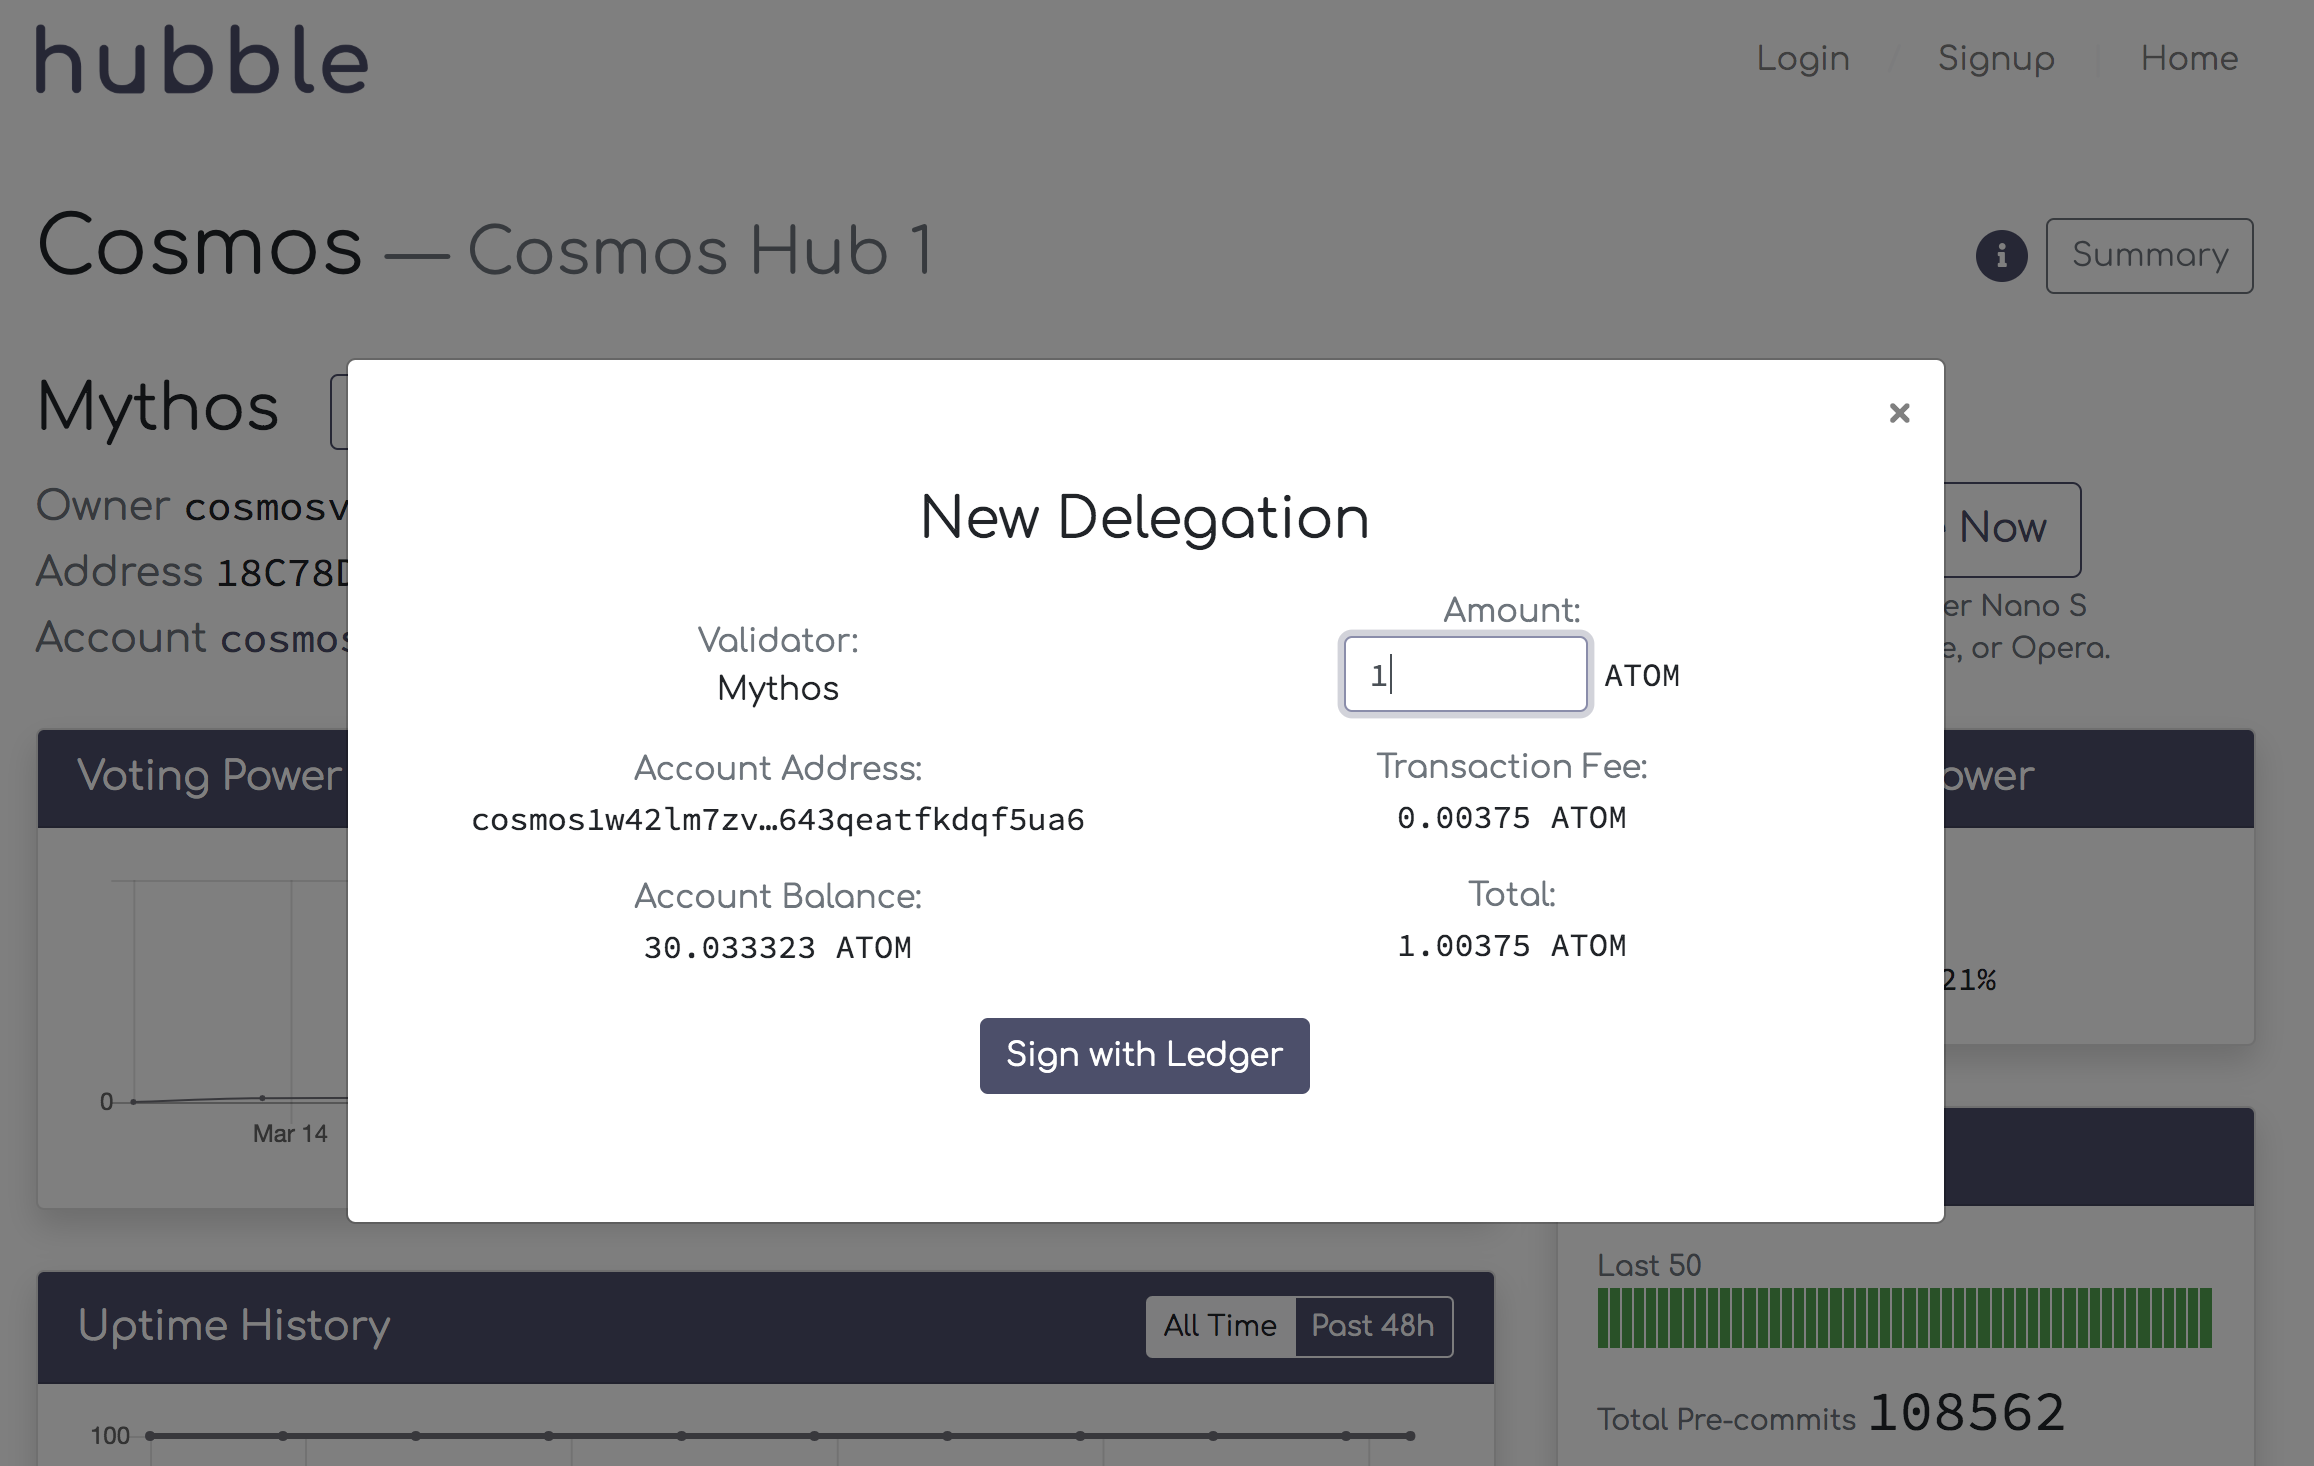 hubble
Login
Signup
Home
Cosmos — Cosmos Hub 1
Summary
Mythos
Owner cosmosv
Address 18C78D
Account cosmos
Now
er Nano S
e, or Opera.
New Delegation
Validator:
Mythos
Amount:
1 ATOM
Account Address:
cosmos1w42lm7zv…643qeatfkdqf5ua6
Transaction Fee:
0.00375 ATOM
Account Balance:
30.033323 ATOM
Total:
1.00375 ATOM
Sign with Ledger
Voting Power
ower
0
Mar 14
21%
Uptime History
All Time
Past 48h
100
Last 50
Total Pre-commits 108562